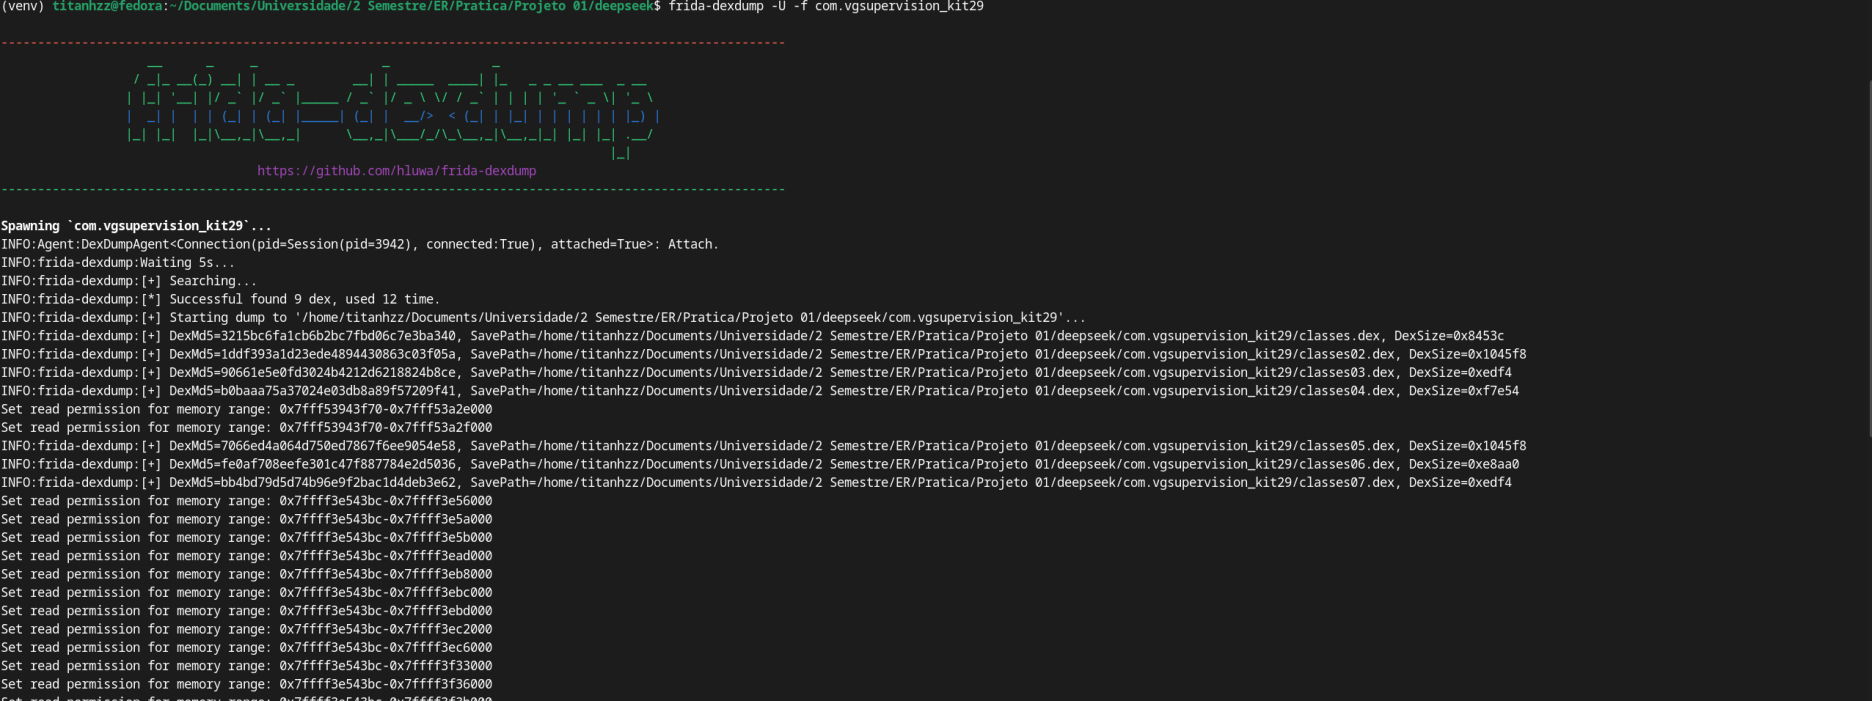 (venv) titanhzz@fedora:~/Documents/Universidade/2 Semestre/ER/Pratica/Projeto 01/deepseek$ frida-dexdump -U -f com.vgsupervision_kit29
frida-dexdump
https://github.com/hluwa/frida-dexdump
Spawning `com.vgsupervision_kit29`...
INFO:Agent:DexDumpAgent<Connection(pid=Session(pid=3942), connected:True), attached=True>: Attach.
INFO:frida-dexdump:Waiting 5s...
INFO:frida-dexdump:[+] Searching...
INFO:frida-dexdump:[*] Successful found 9 dex, used 12 time.
INFO:frida-dexdump:[+] Starting dump to '/home/titanhzz/Documents/Universidade/2 Semestre/ER/Pratica/Projeto 01/deepseek/com.vgsupervision_kit29'...
INFO:frida-dexdump:[+] DexMd5=3215bc6fa1cb6b2bc7fbd06c7e3ba340, SavePath=/home/titanhzz/Documents/Universidade/2 Semestre/ER/Pratica/Projeto 01/deepseek/com.vgsupervision_kit29/classes.dex, DexSize=0x8453c
INFO:frida-dexdump:[+] DexMd5=1ddf393a1d23ede4894430863c03f05a, SavePath=/home/titanhzz/Documents/Universidade/2 Semestre/ER/Pratica/Projeto 01/deepseek/com.vgsupervision_kit29/classes02.dex, DexSize=0x1045f8
INFO:frida-dexdump:[+] DexMd5=90661e5e0fd3024b4212d6218824b8ce, SavePath=/home/titanhzz/Documents/Universidade/2 Semestre/ER/Pratica/Projeto 01/deepseek/com.vgsupervision_kit29/classes03.dex, DexSize=0xedf4
INFO:frida-dexdump:[+] DexMd5=b0baaa75a37024e03db8a89f57209f41, SavePath=/home/titanhzz/Documents/Universidade/2 Semestre/ER/Pratica/Projeto 01/deepseek/com.vgsupervision_kit29/classes04.dex, DexSize=0xf7e54
Set read permission for memory range: 0x7fff53943f70-0x7fff53a2e000
Set read permission for memory range: 0x7fff53943f70-0x7fff53a2f000
INFO:frida-dexdump:[+] DexMd5=7066ed4a064d750ed7867f6ee9054e58, SavePath=/home/titanhzz/Documents/Universidade/2 Semestre/ER/Pratica/Projeto 01/deepseek/com.vgsupervision_kit29/classes05.dex, DexSize=0x1045f8
INFO:frida-dexdump:[+] DexMd5=fe0af708eefe301c47f887784e2d5036, SavePath=/home/titanhzz/Documents/Universidade/2 Semestre/ER/Pratica/Projeto 01/deepseek/com.vgsupervision_kit29/classes06.dex, DexSize=0xe8aa0
INFO:frida-dexdump:[+] DexMd5=bb4bd79d5d74b96e9f2bac1d4deb3e62, SavePath=/home/titanhzz/Documents/Universidade/2 Semestre/ER/Pratica/Projeto 01/deepseek/com.vgsupervision_kit29/classes07.dex, DexSize=0xedf4
Set read permission for memory range: 0x7ffff3e543bc-0x7ffff3e56000
Set read permission for memory range: 0x7ffff3e543bc-0x7ffff3e5a000
Set read permission for memory range: 0x7ffff3e543bc-0x7ffff3e5b000
Set read permission for memory range: 0x7ffff3e543bc-0x7ffff3ead000
Set read permission for memory range: 0x7ffff3e543bc-0x7ffff3eb8000
Set read permission for memory range: 0x7ffff3e543bc-0x7ffff3ebc000
Set read permission for memory range: 0x7ffff3e543bc-0x7ffff3ebd000
Set read permission for memory range: 0x7ffff3e543bc-0x7ffff3ec2000
Set read permission for memory range: 0x7ffff3e543bc-0x7ffff3ec6000
Set read permission for memory range: 0x7ffff3e543bc-0x7ffff3f33000
Set read permission for memory range: 0x7ffff3e543bc-0x7ffff3f36000